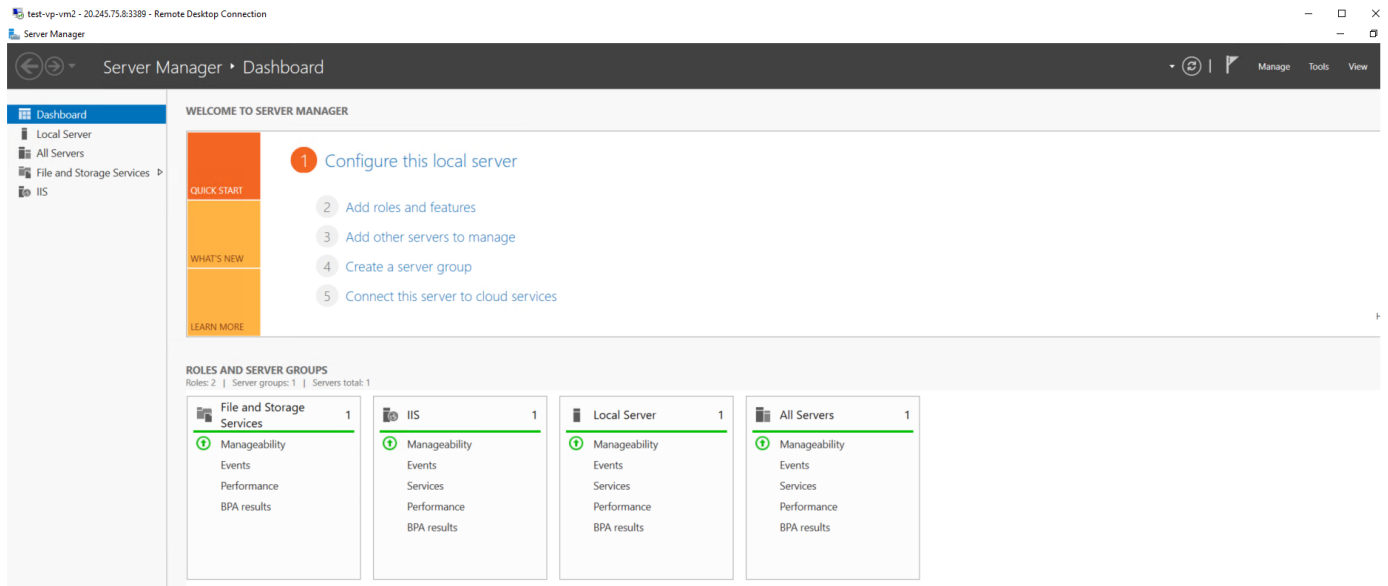 test-vp-vm2 - 20.245.75.8:3389 - Remote Desktop Connection
Server Manager
Server Manager • Dashboard
Manage Tools View
Dashboard
Local Server
All Servers
File and Storage Services
IIS
WELCOME TO SERVER MANAGER
QUICK START
WHAT'S NEW
LEARN MORE
1 Configure this local server
2 Add roles and features
3 Add other servers to manage
4 Create a server group
5 Connect this server to cloud services
H
ROLES AND SERVER GROUPS
Roles: 2 | Server groups: 1 | Servers total: 1
File and Storage
Services
1
Manageability
Events
Performance
BPA results
IIS 1
Manageability
Events
Services
Performance
BPA results
Local Server 1
Manageability
Events
Services
Performance
BPA results
All Servers 1
Manageability
Events
Services
Performance
BPA results